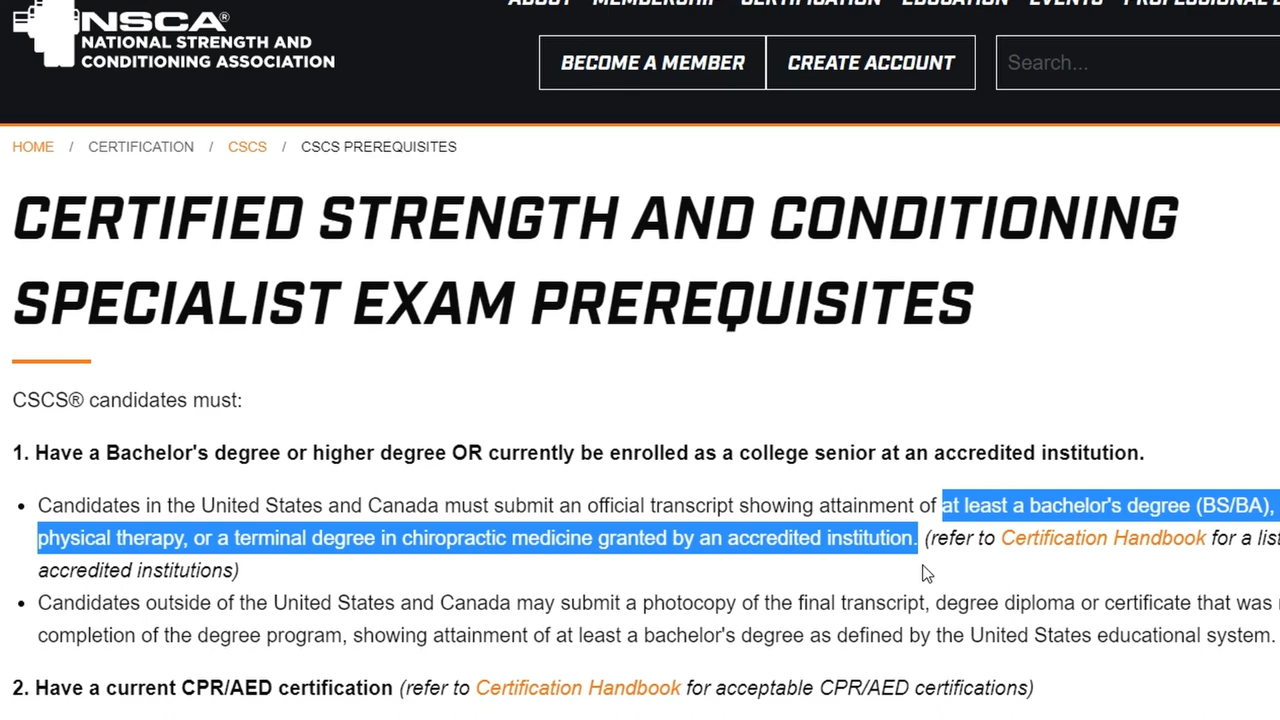 ABOUT MEMBERSHIP CERTIFICATION EDUCATION EVENTS PROFESSIONAL
NSCA®
NATIONAL STRENGTH AND
CONDITIONING ASSOCIATION
BECOME A MEMBER CREATE ACCOUNT Search...
HOME / CERTIFICATION / CSCS / CSCS PREREQUISITES
CERTIFIED STRENGTH AND CONDITIONING
SPECIALIST EXAM PREREQUISITES
CSCS® candidates must:
1. Have a Bachelor's degree or higher degree OR currently be enrolled as a college senior at an accredited institution.
• Candidates in the United States and Canada must submit an official transcript showing attainment of at least a bachelor's degree (BS/BA),
physical therapy, or a terminal degree in chiropractic medicine granted by an accredited institution. (refer to Certification Handbook for a list
accredited institutions)
• Candidates outside of the United States and Canada may submit a photocopy of the final transcript, degree diploma or certificate that was
completion of the degree program, showing attainment of at least a bachelor's degree as defined by the United States educational system.
2. Have a current CPR/AED certification (refer to Certification Handbook for acceptable CPR/AED certifications)